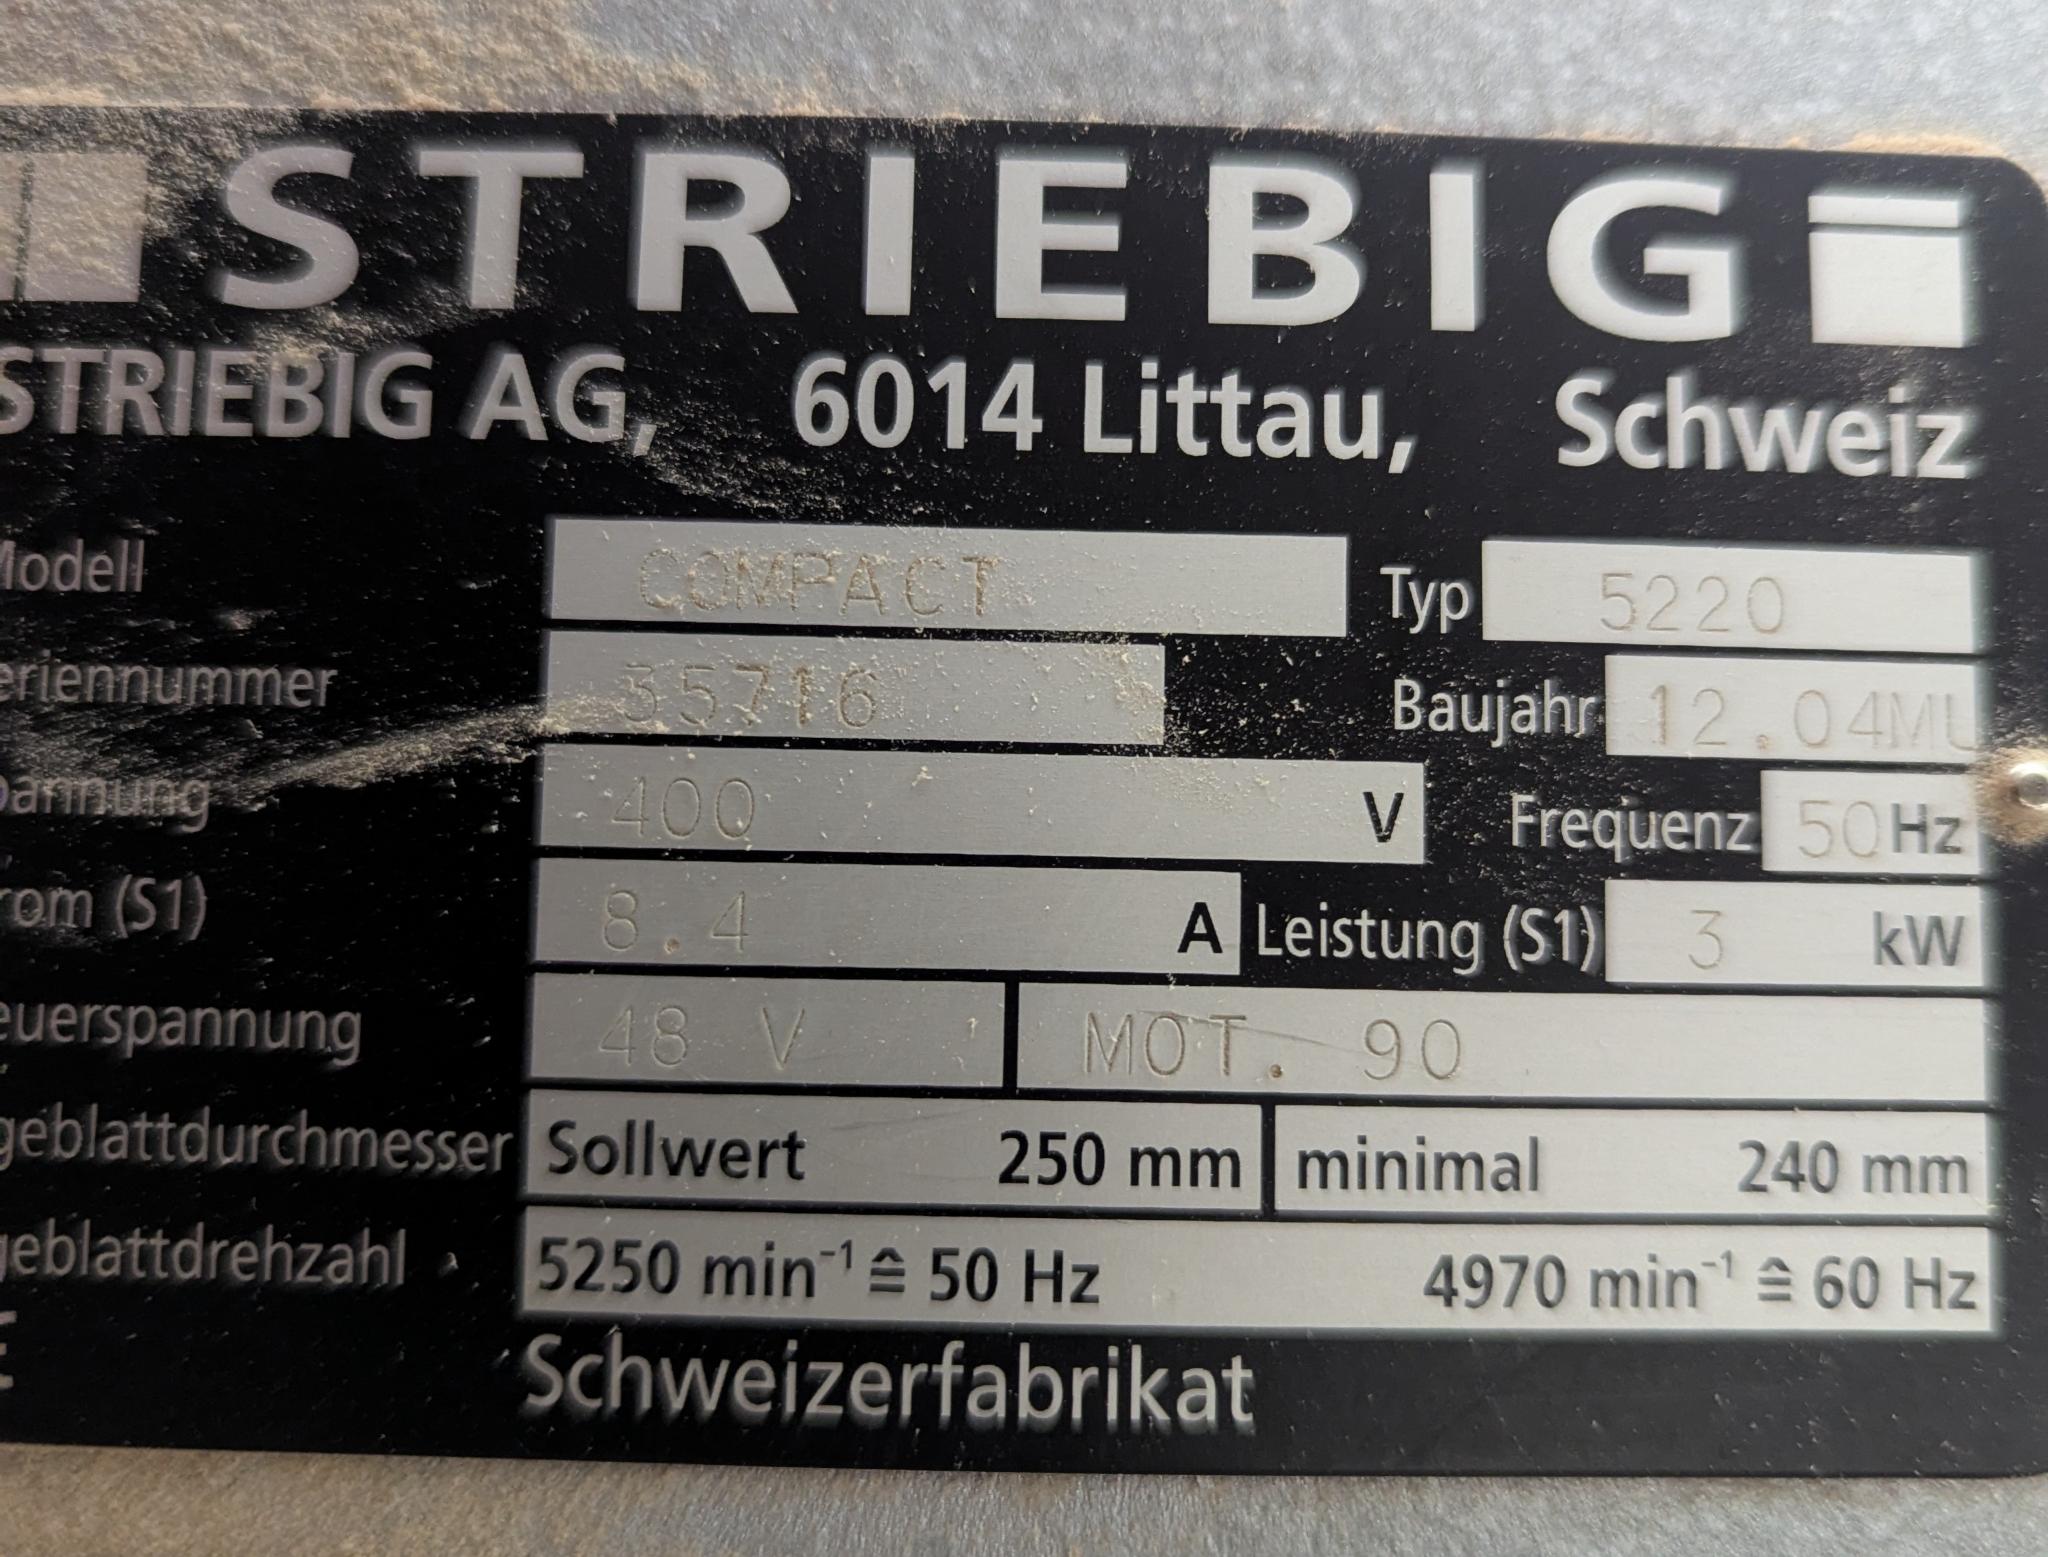 STRIEBIG
STRIEBIG AG, 6014 Littau, Schweiz
Modell COMPACT Typ 5220
eriennummer 35716 Baujahr 12.04MU
pannung 400 V Frequenz 50 Hz
rom (S1) 8.4 A Leistung (S1) 3 kW
euerspannung 48 V MOT. 90
geblattdurchmesser Sollwert 250 mm minimal 240 mm
geblattdrehzahl 5250 min⁻¹ ≙ 50 Hz 4970 min⁻¹ ≙ 60 Hz
Schweizerfabrikat